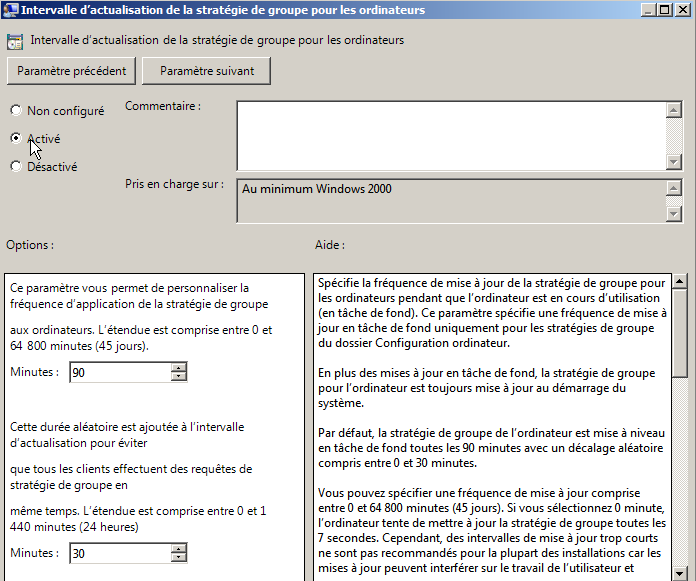 Intervalle d'actualisation de la stratégie de groupe pour les ordinateurs
Intervalle d'actualisation de la stratégie de groupe pour les ordinateurs
Paramètre précédent
Paramètre suivant
Non configuré
Commentaire :
Activé
Désactivé
Pris en charge sur :
Au minimum Windows 2000
Options :
Aide :
Ce paramètre vous permet de personnaliser la
fréquence d'application de la stratégie de groupe
aux ordinateurs. L'étendue est comprise entre 0 et
64 800 minutes (45 jours).
Minutes :
90
Cette durée aléatoire est ajoutée à l'intervalle
d'actualisation pour éviter
que tous les clients effectuent des requêtes de
stratégie de groupe en
même temps. L'étendue est comprise entre 0 et 1
440 minutes (24 heures)
Minutes :
30
Spécifie la fréquence de mise à jour de la stratégie de groupe pour
les ordinateurs pendant que l'ordinateur est en cours d'utilisation
(en tâche de fond). Ce paramètre spécifie une fréquence de mise à
jour en tâche de fond uniquement pour les stratégies de groupe
du dossier Configuration ordinateur.
En plus des mises à jour en tâche de fond, la stratégie de groupe
pour l'ordinateur est toujours mise à jour au démarrage du
système.
Par défaut, la stratégie de groupe de l'ordinateur est mise à niveau
en tâche de fond toutes les 90 minutes avec un décalage aléatoire
compris entre 0 et 30 minutes.
Vous pouvez spécifier une fréquence de mise à jour comprise
entre 0 et 64 800 minutes (45 jours). Si vous sélectionnez 0 minute,
l'ordinateur tente de mettre à jour la stratégie de groupe toutes les
7 secondes. Cependant, des intervalles de mise à jour trop courts
ne sont pas recommandés pour la plupart des installations car les
mises à jour peuvent interférer sur le travail de l'utilisateur et